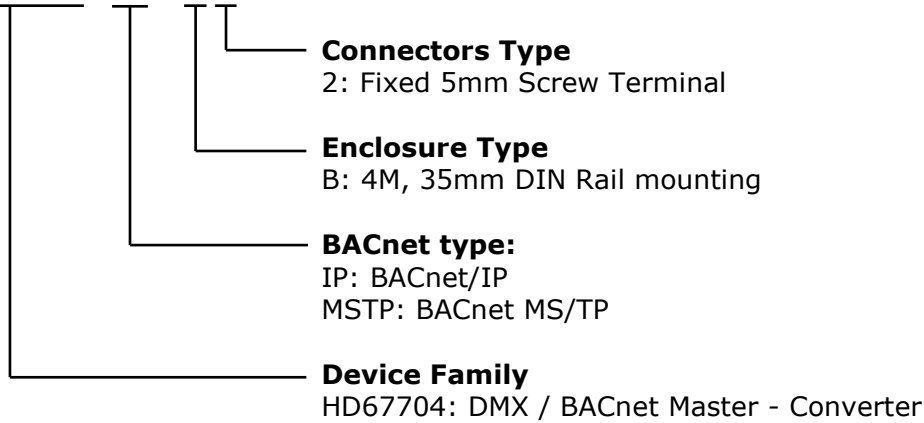 Connectors Type
2: Fixed 5mm Screw Terminal
Enclosure Type
B: 4M, 35mm DIN Rail mounting
BACnet type:
IP: BACnet/IP
MSTP: BACnet MS/TP
Device Family
HD67704: DMX / BACnet Master - Converter